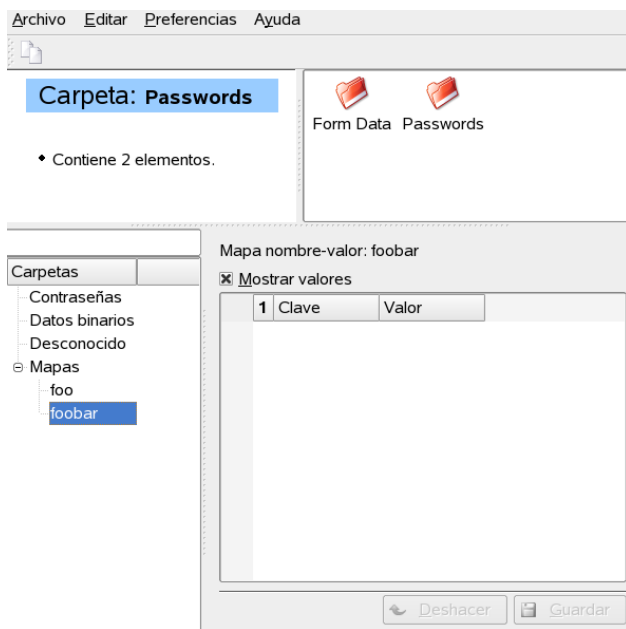 Archivo Editar Preferencias Ayuda
Carpeta: Passwords
Contiene 2 elementos.
Form Data Passwords
Carpetas
Contraseñas
Datos binarios
Desconocido
Mapas
foo
foobar
Mapa nombre-valor: foobar
Mostrar valores
1 Clave Valor
Deshacer Guardar